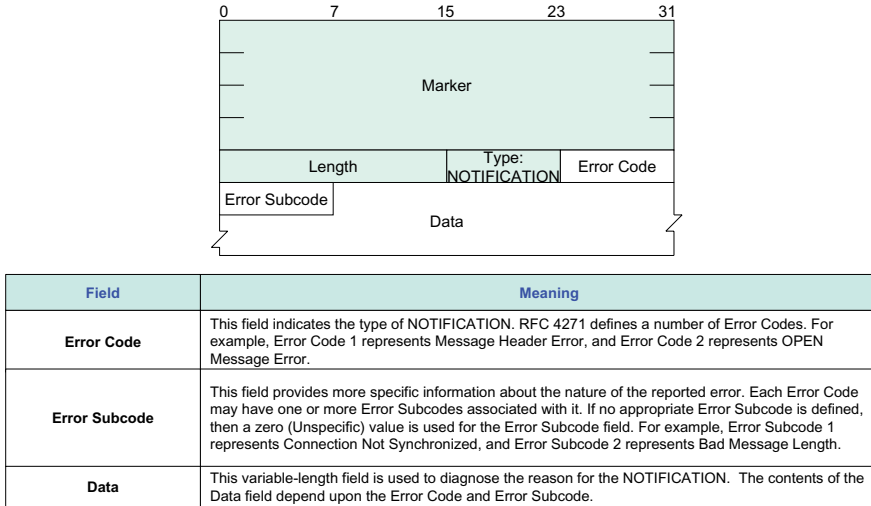 0 7 15 23 31
Marker
Length
Type:
NOTIFICATION
Error Code
Error Subcode
Data
Field
Meaning
Error Code
This field indicates the type of NOTIFICATION. RFC 4271 defines a number of Error Codes. For
example, Error Code 1 represents Message Header Error, and Error Code 2 represents OPEN
Message Error.
Error Subcode
This field provides more specific information about the nature of the reported error. Each Error Code
may have one or more Error Subcodes associated with it. If no appropriate Error Subcode is defined,
then a zero (Unspecific) value is used for the Error Subcode field. For example, Error Subcode 1
represents Connection Not Synchronized, and Error Subcode 2 represents Bad Message Length.
Data
This variable-length field is used to diagnose the reason for the NOTIFICATION. The contents of the
Data field depend upon the Error Code and Error Subcode.